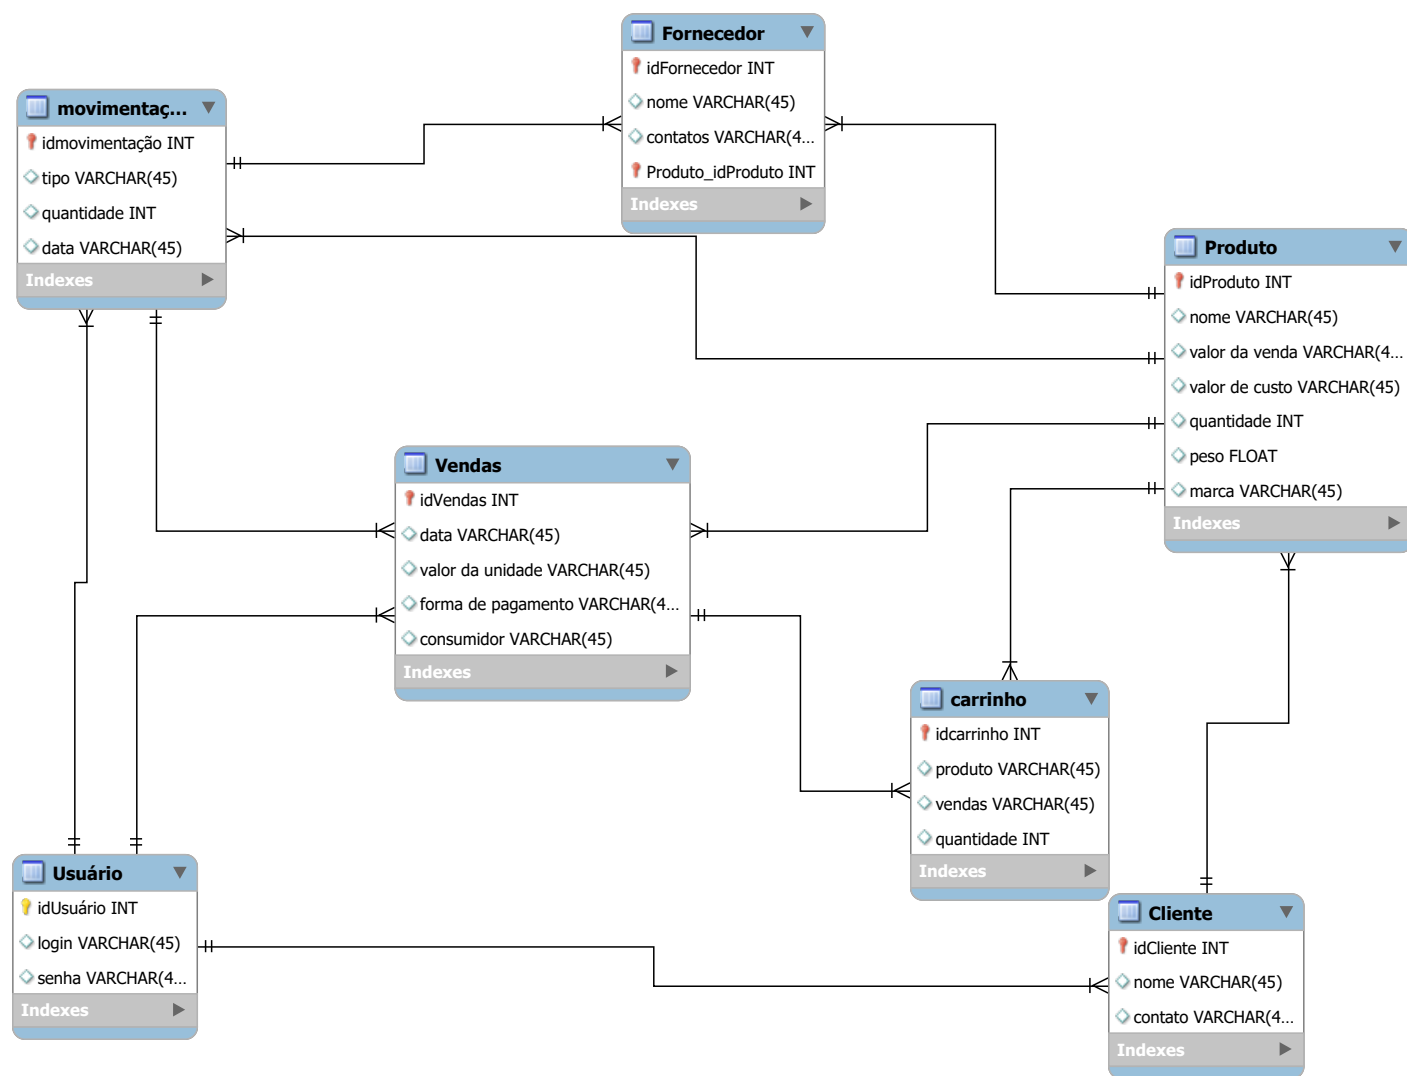 Fornecedor
idFornecedor INT
nome VARCHAR(45)
contatos VARCHAR(4...
Produto_idProduto INT
Indexes
movimentaç...
idmovimentação INT
tipo VARCHAR(45)
quantidade INT
data VARCHAR(45)
Indexes
Produto
idProduto INT
nome VARCHAR(45)
valor da venda VARCHAR(4...
valor de custo VARCHAR(45)
quantidade INT
peso FLOAT
marca VARCHAR(45)
Indexes
Vendas
idVendas INT
data VARCHAR(45)
valor da unidade VARCHAR(45)
forma de pagamento VARCHAR(4...
consumidor VARCHAR(45)
Indexes
carrinho
idcarrinho INT
produto VARCHAR(45)
vendas VARCHAR(45)
quantidade INT
Indexes
Usuário
idUsuário INT
login VARCHAR(45)
senha VARCHAR(4...
Indexes
Cliente
idCliente INT
nome VARCHAR(45)
contato VARCHAR(4...
Indexes